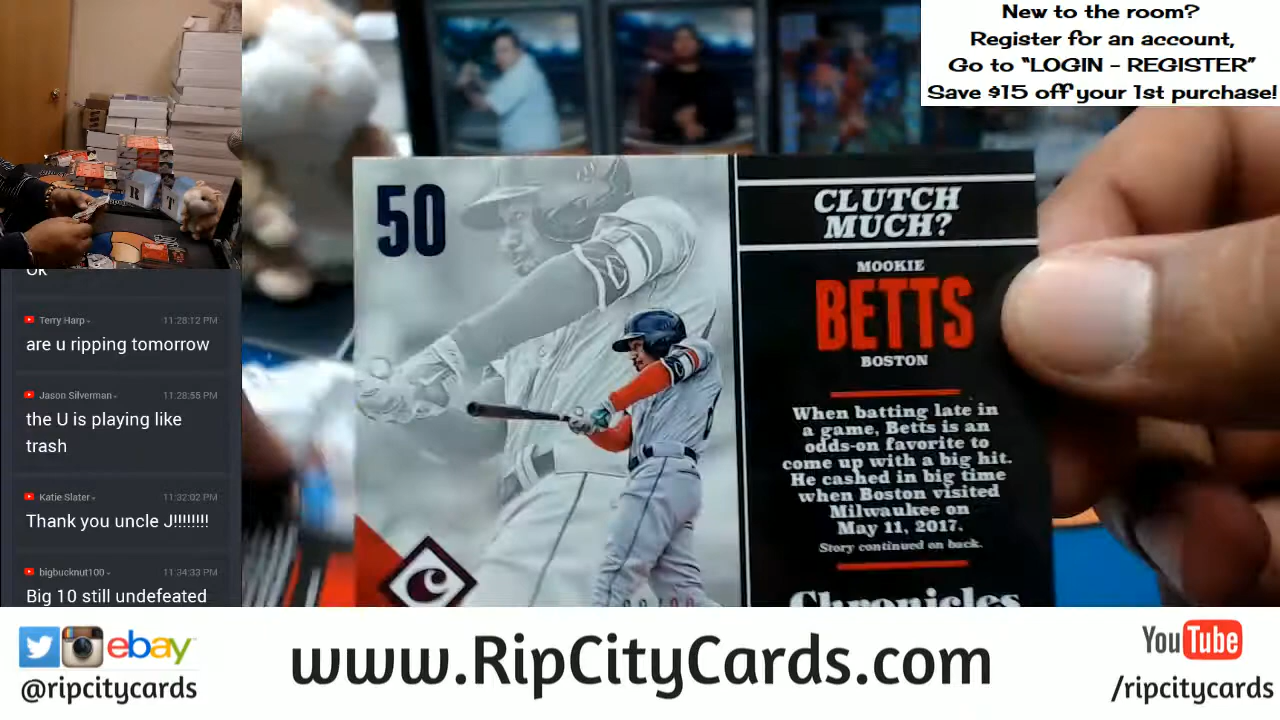 New to the room?
Register for an account,
Go to “LOGIN - REGISTER”
Save $15 off your 1st purchase!
50
CLUTCH
MUCH?
MOOKIE
BETTS
BOSTON
When batting late in
a game, Betts is an
odds-on favorite to
come up with a big hit.
He cashed in big time
when Boston visited
Milwaukee on
May 11, 2017.
Story continued on back.
Chronicles
C
R
T
OK
Terry Harp 11:28:12 PM
are u ripping tomorrow
Jason Silverman 11:28:55 PM
the U is playing like
trash
Katie Slater 11:32:02 PM
Thank you uncle J!!!!!!!!
bigbucknut100 11:34:33 PM
Big 10 still undefeated
ebay
@ripcitycards
www.RipCityCards.com
YouTube
/ripcitycards